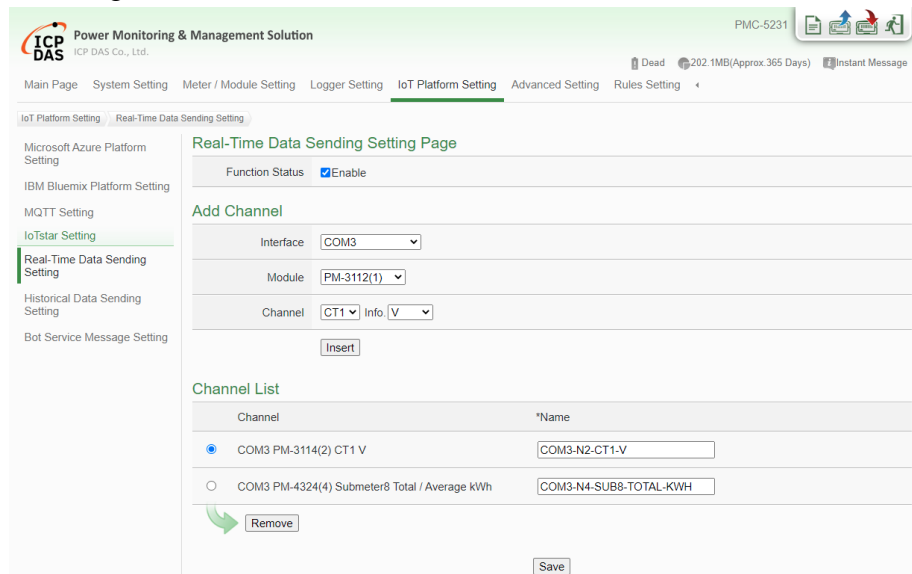 ICP
DAS
Power Monitoring & Management Solution
ICP DAS Co., Ltd.
PMC-5231
Dead 202.1MB(Approx.365 Days) Instant Message
Main Page System Setting Meter / Module Setting Logger Setting IoT Platform Setting Advanced Setting Rules Setting
IoT Platform Setting Real-Time Data Sending Setting
Microsoft Azure Platform
Setting
IBM Bluemix Platform Setting
MQTT Setting
IoTstar Setting
Real-Time Data Sending
Setting
Historical Data Sending
Setting
Bot Service Message Setting
Real-Time Data Sending Setting Page
Function Status Enable
Add Channel
Interface COM3
Module PM-3112(1)
Channel CT1 Info. V
Insert
Channel List
Channel *Name
COM3 PM-3114(2) CT1 V COM3-N2-CT1-V
COM3 PM-4324(4) Submeter8 Total / Average kWh COM3-N4-SUB8-TOTAL-KWH
Remove
Save